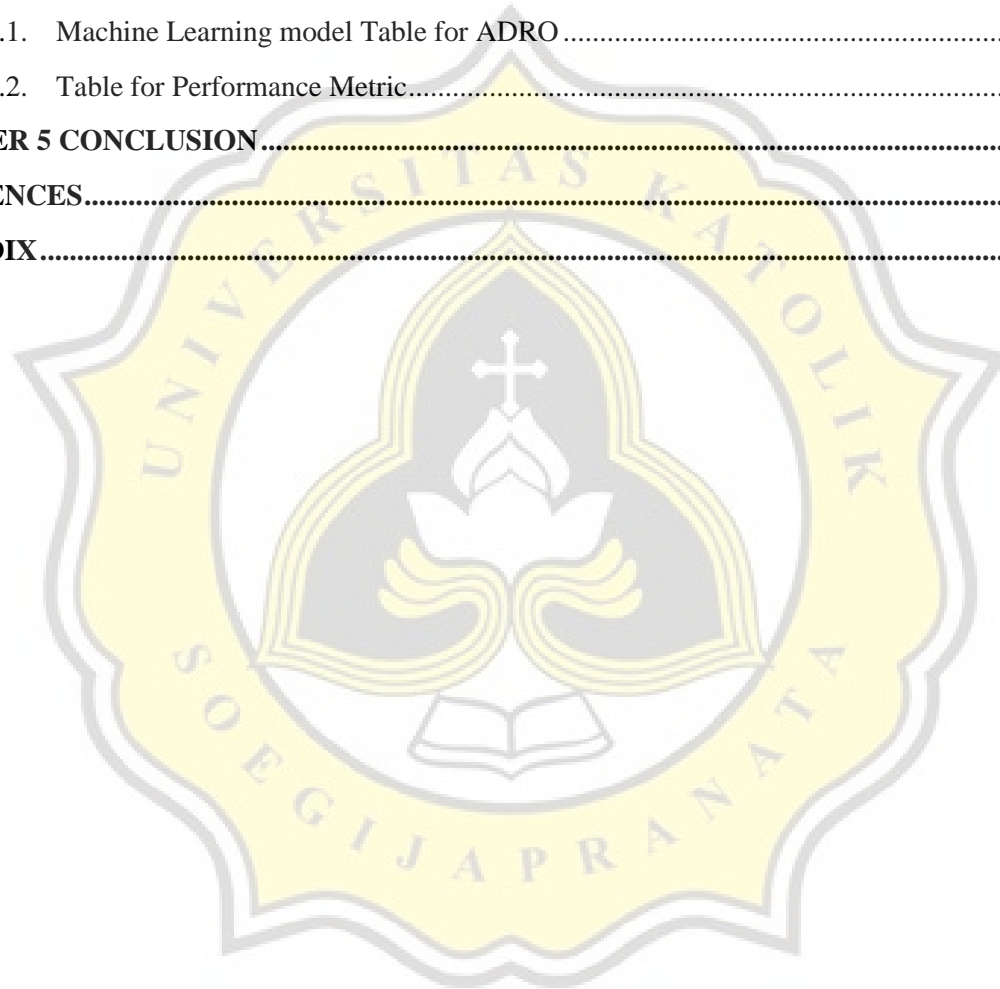 .1. Machine Learning model Table for ADRO ........................................................................
.2. Table for Performance Metric ........................................................................
ER 5 CONCLUSION ........................................................................
ENCES ........................................................................
DIX ........................................................................
UNIVERSITAS KATOLIK
SOEGIJAPRANATA